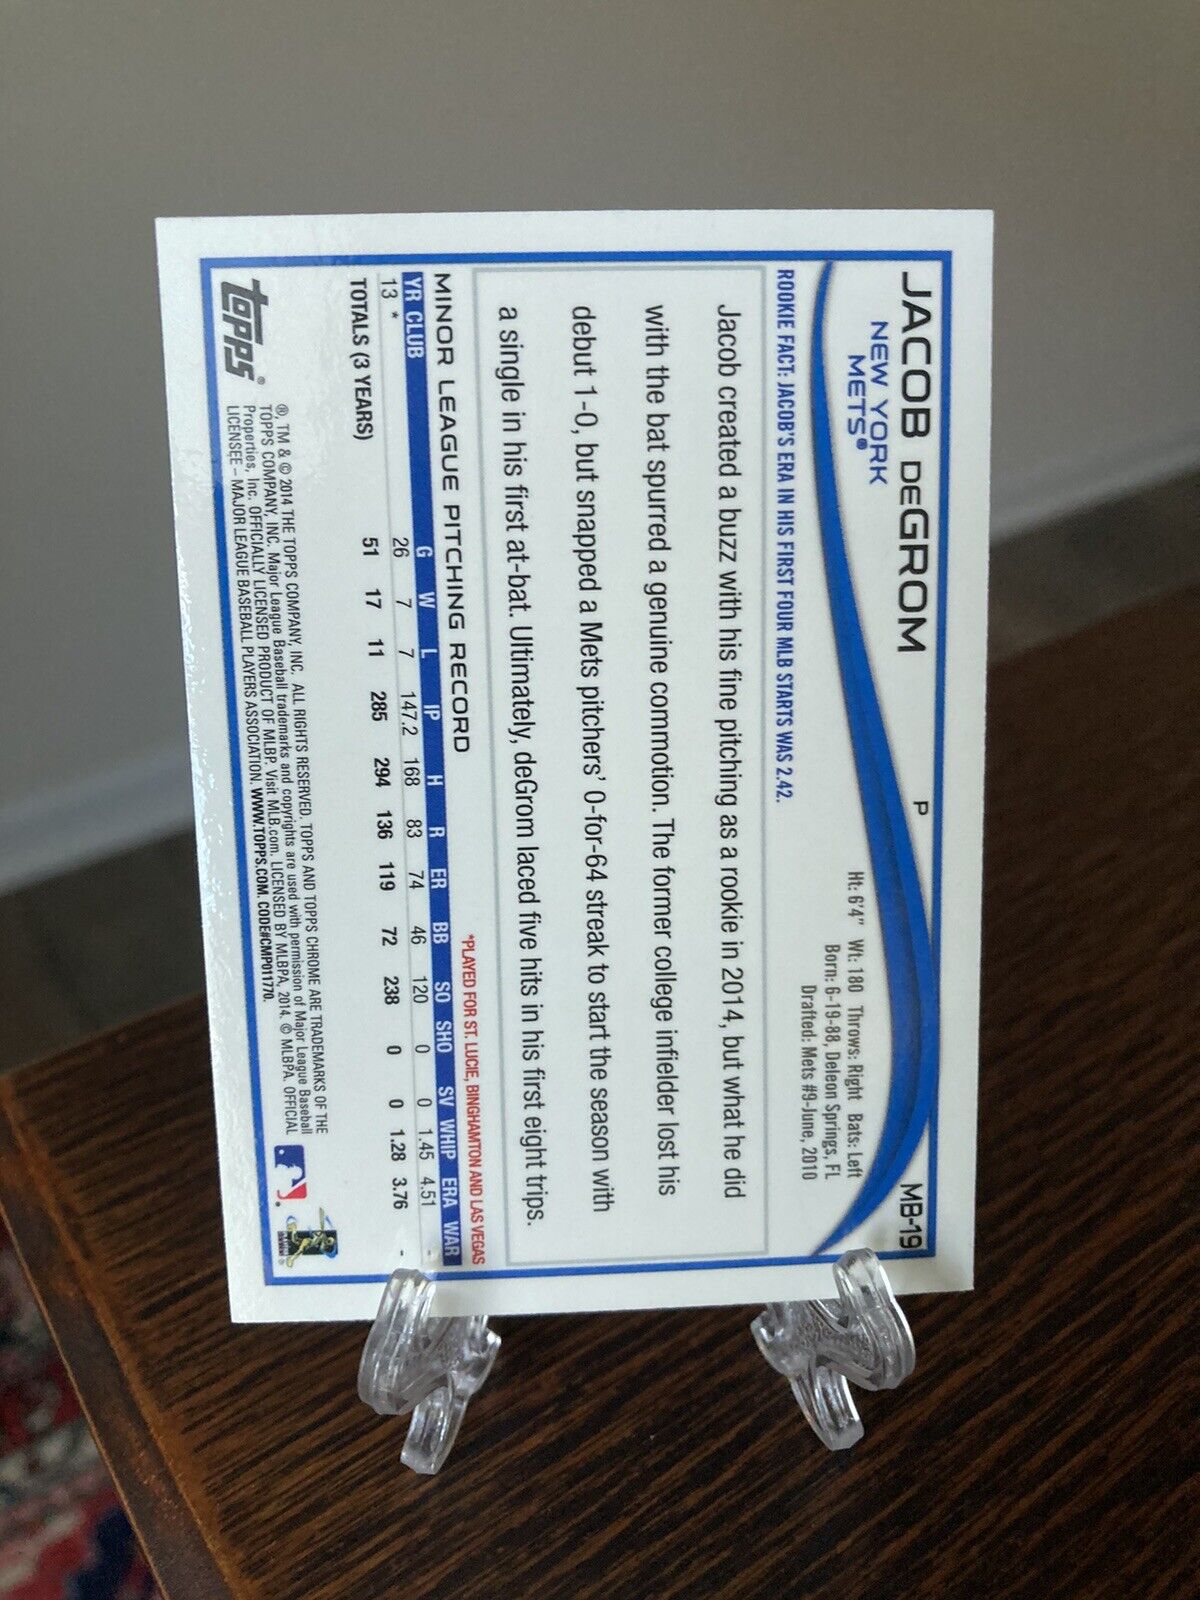 JACOB DeGROM P MB-19
NEW YORK
METS®
Ht: 6'4" Wt: 180 Throws: Right Bats: Left
Born: 6-19-88, Deleon Springs, FL
Drafted: Mets #9-June, 2010
ROOKIE FACT: JACOB'S ERA IN HIS FIRST FOUR MLB STARTS WAS 2.42.
Jacob created a buzz with his fine pitching as a rookie in 2014, but what he did
with the bat spurred a genuine commotion. The former college infielder lost his
debut 1-0, but snapped a Mets pitchers' 0-for-64 streak to start the season with
a single in his first at-bat. Ultimately, deGrom laced five hits in his first eight trips.
MINOR LEAGUE PITCHING RECORD
*PLAYED FOR ST. LUCIE, BINGHAMTON AND LAS VEGAS
YR CLUB G W L IP H R ER BB SO SHO SV WHIP ERA WAR
13 * 26 7 7 147.2 168 83 74 46 120 0 0 1.45 4.51 -
TOTALS (3 YEARS) 51 17 11 285 294 136 119 72 238 0 0 1.28 3.76 -
topps®
®, TM & © 2014 THE TOPPS COMPANY, INC. ALL RIGHTS RESERVED. TOPPS AND TOPPS CHROME ARE TRADEMARKS OF THE
TOPPS COMPANY, INC. Major League Baseball trademarks and copyrights are used with permission of Major League Baseball
Properties, Inc. OFFICIALLY LICENSED PRODUCT OF MLBP. Visit MLB.com. LICENSED BY MLBPA, 2014. © MLBPA. OFFICIAL
LICENSEE – MAJOR LEAGUE BASEBALL PLAYERS ASSOCIATION. WWW.TOPPS.COM. CODE#CMP011770.